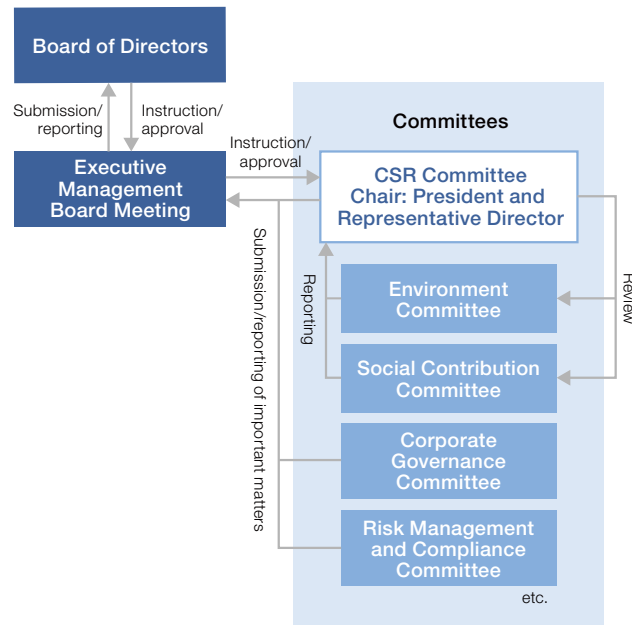 Board of Directors
Submission/
reporting
Instruction/
approval
Executive
Management
Board Meeting
Instruction/
approval
Committees
CSR Committee
Chair: President and
Representative Director
Submission/reporting of important matters
Reporting
Review
Environment
Committee
Social Contribution
Committee
Corporate
Governance
Committee
Risk Management
and Compliance
Committee
etc.